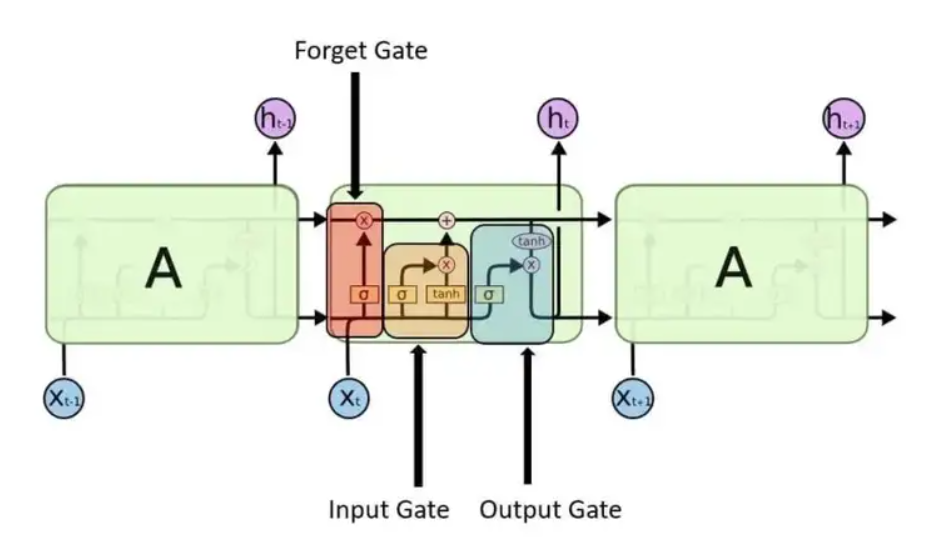 Forget Gate
h t-1
h t
h t+1
A
x
+
tanh
x
x
σ
σ
tanh
σ
A
X t-1
X t
X t+1
Input Gate
Output Gate